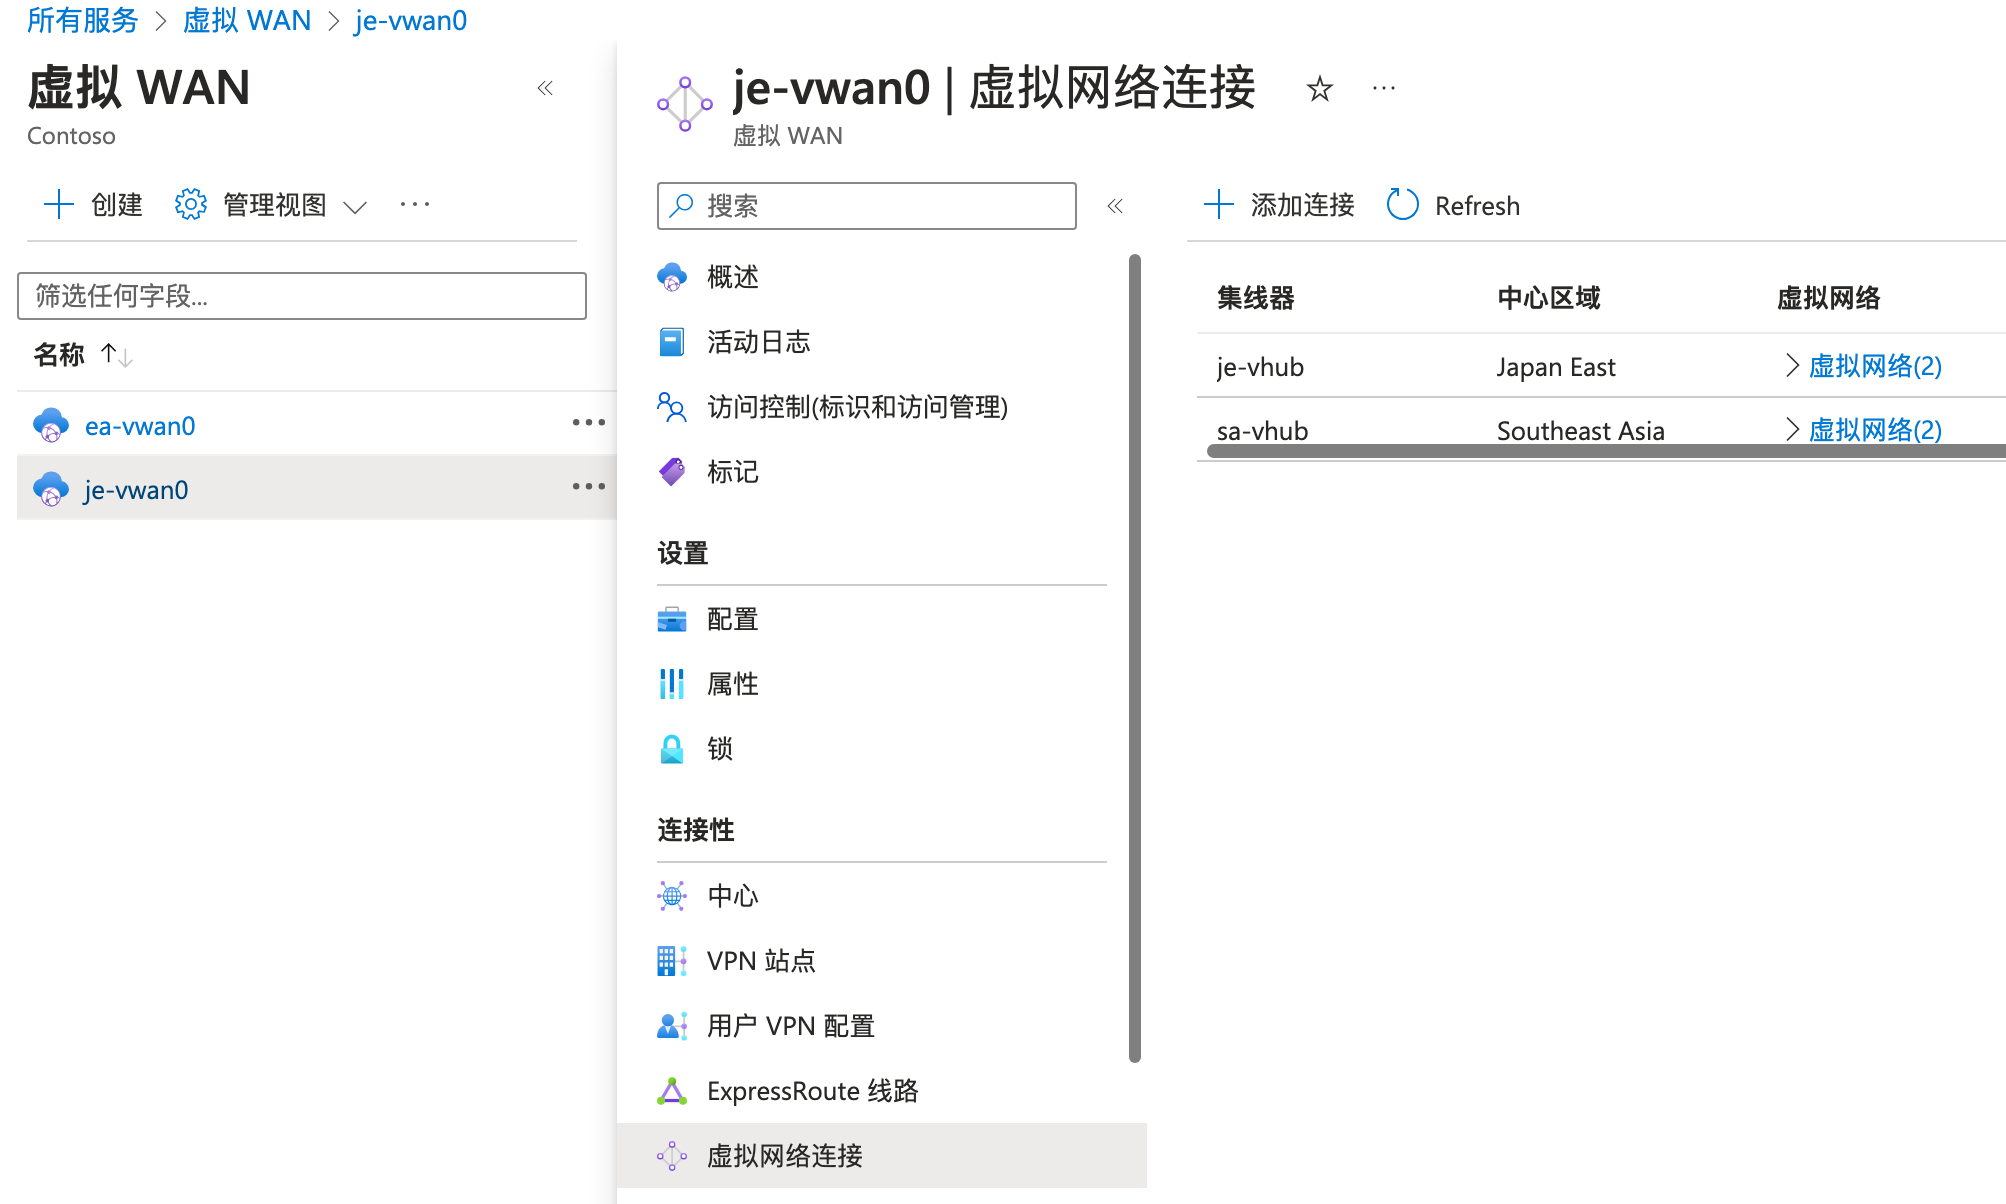 所有服务 > 虚拟 WAN > je-vwan0
虚拟 WAN
Contoso
创建 管理视图
筛选任何字段...
名称
ea-vwan0
je-vwan0
je-vwan0 | 虚拟网络连接
虚拟 WAN
搜索
概述
活动日志
访问控制(标识和访问管理)
标记
设置
配置
属性
锁
连接性
中心
VPN 站点
用户 VPN 配置
ExpressRoute 线路
虚拟网络连接
添加连接 Refresh
集线器 中心区域 虚拟网络
je-vhub Japan East 虚拟网络(2)
sa-vhub Southeast Asia 虚拟网络(2)